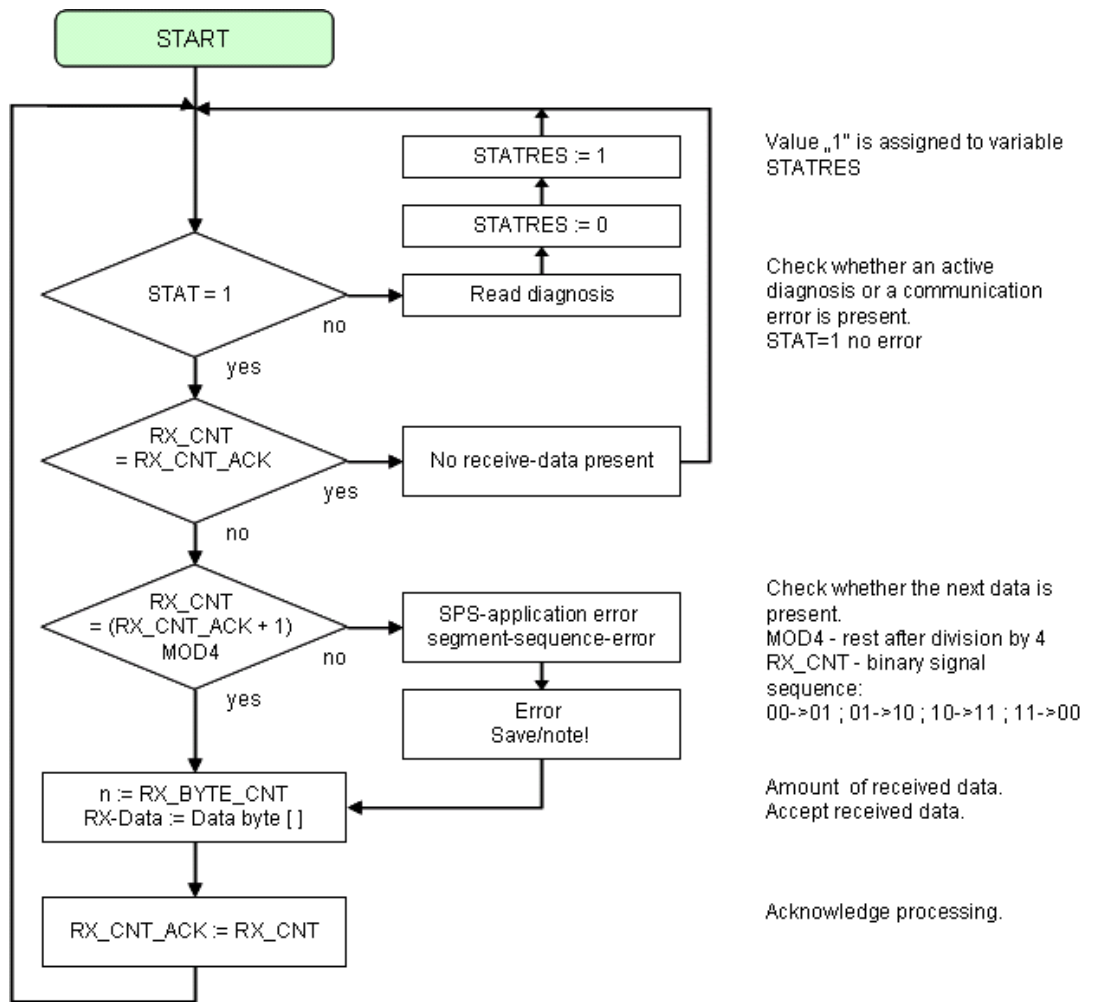 START
STATRES := 1
Value „1" is assigned to variable
STATRES
STATRES := 0
STAT = 1
no
yes
Read diagnosis
Check whether an active
diagnosis or a communication
error is present.
STAT=1 no error
RX_CNT
= RX_CNT_ACK
yes
no
No receive-data present
RX_CNT
= (RX_CNT_ACK + 1)
MOD4
no
yes
SPS-application error
segment-sequence-error
Check whether the next data is
present.
MOD4 - rest after division by 4
RX_CNT - binary signal
sequence:
00->01 ; 01->10 ; 10->11 ; 11->00
Error
Save/note!
n := RX_BYTE_CNT
RX-Data := Data byte [ ]
Amount of received data.
Accept received data.
RX_CNT_ACK := RX_CNT
Acknowledge processing.